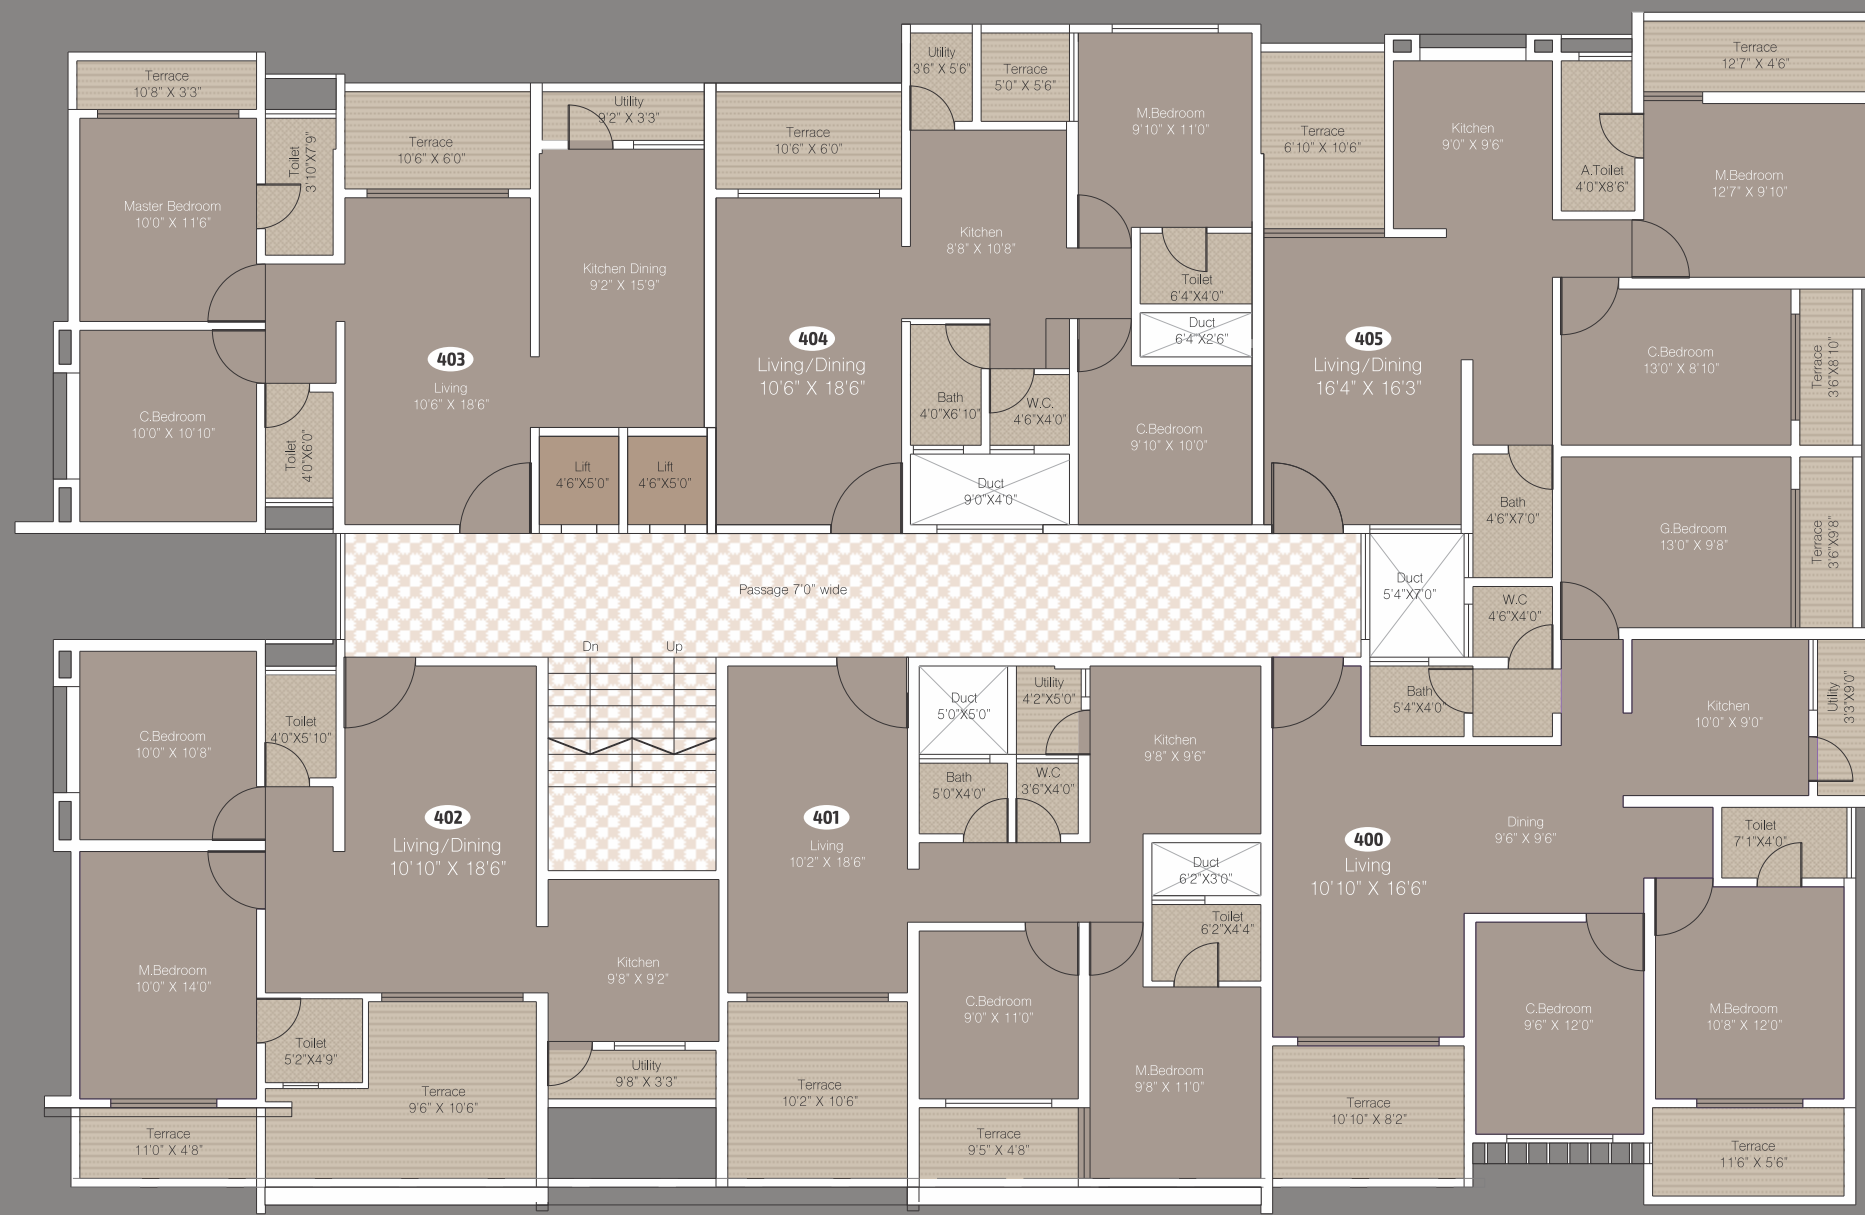 Terrace
10'8" X 3'3"
Toilet
3'10"X7'9"
Master Bedroom
10'0" X 11'6"
C.Bedroom
10'0" X 10'10"
Toilet
4'0"X6'0"
Terrace
10'6" X 6'0"
403
Living
10'6" X 18'6"
Utility
9'2" X 3'3"
Kitchen Dining
9'2" X 15'9"
Lift
4'6"X5'0"
Lift
4'6"X5'0"
Terrace
10'6" X 6'0"
404
Living/Dining
10'6" X 18'6"
Utility
3'6" X 5'6"
Terrace
5'0" X 5'6"
M.Bedroom
9'10" X 11'0"
Kitchen
8'8" X 10'8"
Toilet
6'4"X4'0"
Duct
6'4"X2'6"
Bath
4'0"X6'10"
W.C.
4'6"X4'0"
C.Bedroom
9'10" X 10'0"
Duct
9'0"X4'0"
Terrace
6'10" X 10'6"
Kitchen
9'0" X 9'6"
A.Toilet
4'0"X8'6"
Terrace
12'7" X 4'6"
M.Bedroom
12'7" X 9'10"
405
Living/Dining
16'4" X 16'3"
C.Bedroom
13'0" X 8'10"
Terrace
3'6"X8'10"
Bath
4'6"X7'0"
G.Bedroom
13'0" X 9'8"
Terrace
3'6"X9'8"
Duct
5'4"X7'0"
W.C
4'6"X4'0"
Passage 7'0" wide
Dn
Up
C.Bedroom
10'0" X 10'8"
Toilet
4'0"X5'10"
402
Living/Dining
10'10" X 18'6"
M.Bedroom
10'0" X 14'0"
Toilet
5'2"X4'9"
Terrace
11'0" X 4'8"
Terrace
9'6" X 10'6"
Kitchen
9'8" X 9'2"
Utility
9'8" X 3'3"
401
Living
10'2" X 18'6"
Terrace
10'2" X 10'6"
Duct
5'0"X5'0"
Utility
4'2"X5'0"
Bath
5'0"X4'0"
W.C
3'6"X4'0"
Kitchen
9'8" X 9'6"
Duct
6'2"X3'0"
Toilet
6'2"X4'4"
C.Bedroom
9'0" X 11'0"
Terrace
9'5" X 4'8"
M.Bedroom
9'8" X 11'0"
Bath
5'4"X4'0"
Kitchen
10'0" X 9'0"
Utility
3'3"X9'0"
400
Living
10'10" X 16'6"
Dining
9'6" X 9'6"
Toilet
7'1"X4'0"
C.Bedroom
9'6" X 12'0"
M.Bedroom
10'8" X 12'0"
Terrace
10'10" X 8'2"
Terrace
11'6" X 5'6"